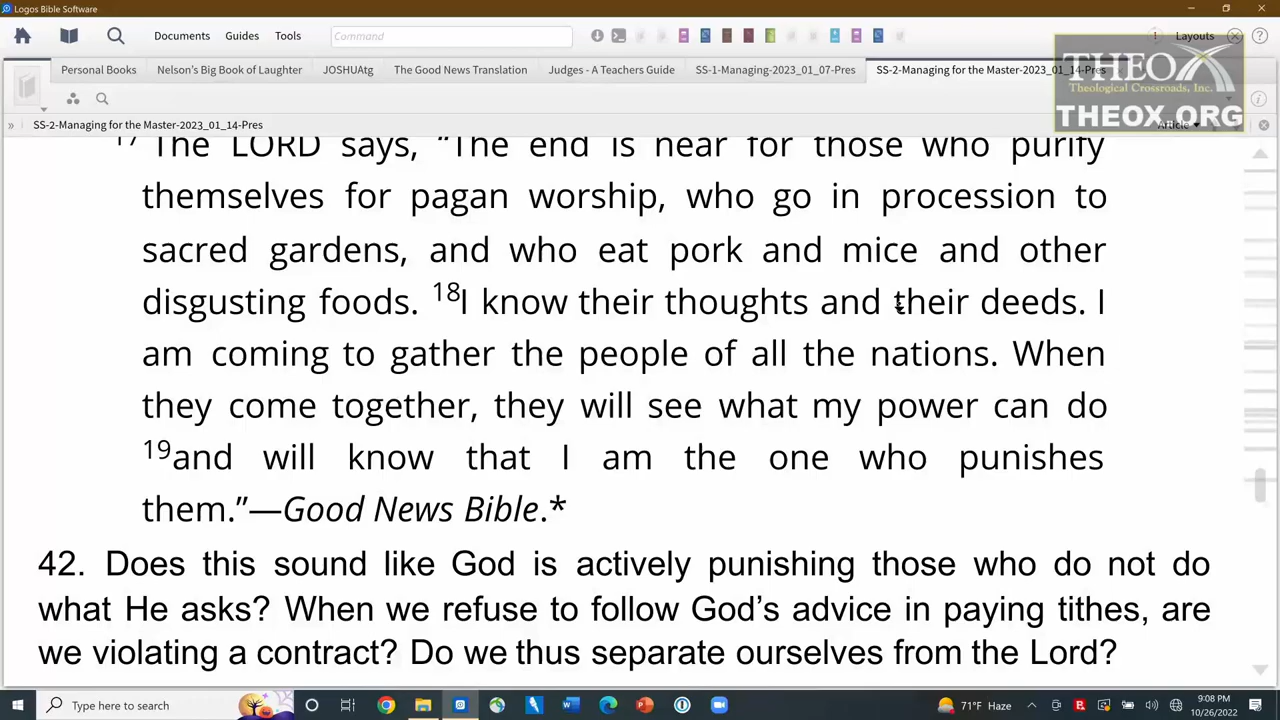 Logos Bible Software
Documents Guides Tools Command Layouts
Personal Books Nelson's Big Book of Laughter JOSHUA Good News Translation Judges - A Teachers Guide SS-1-Managing-2023_01_07-Pres SS-2-Managing for the Master-2023_01_14-Pres
THEOX
Theological Crossroads, Inc.
THEOX.ORG
SS-2-Managing for the Master-2023_01_14-Pres Article
17 The LORD says, “The end is near for those who purify
themselves for pagan worship, who go in procession to
sacred gardens, and who eat pork and mice and other
disgusting foods. 18I know their thoughts and their deeds. I
am coming to gather the people of all the nations. When
they come together, they will see what my power can do
19and will know that I am the one who punishes
them.”—Good News Bible.*
42. Does this sound like God is actively punishing those who do not do
what He asks? When we refuse to follow God’s advice in paying tithes, are
we violating a contract? Do we thus separate ourselves from the Lord?
Type here to search 71°F Haze 9:08 PM
10/26/2022